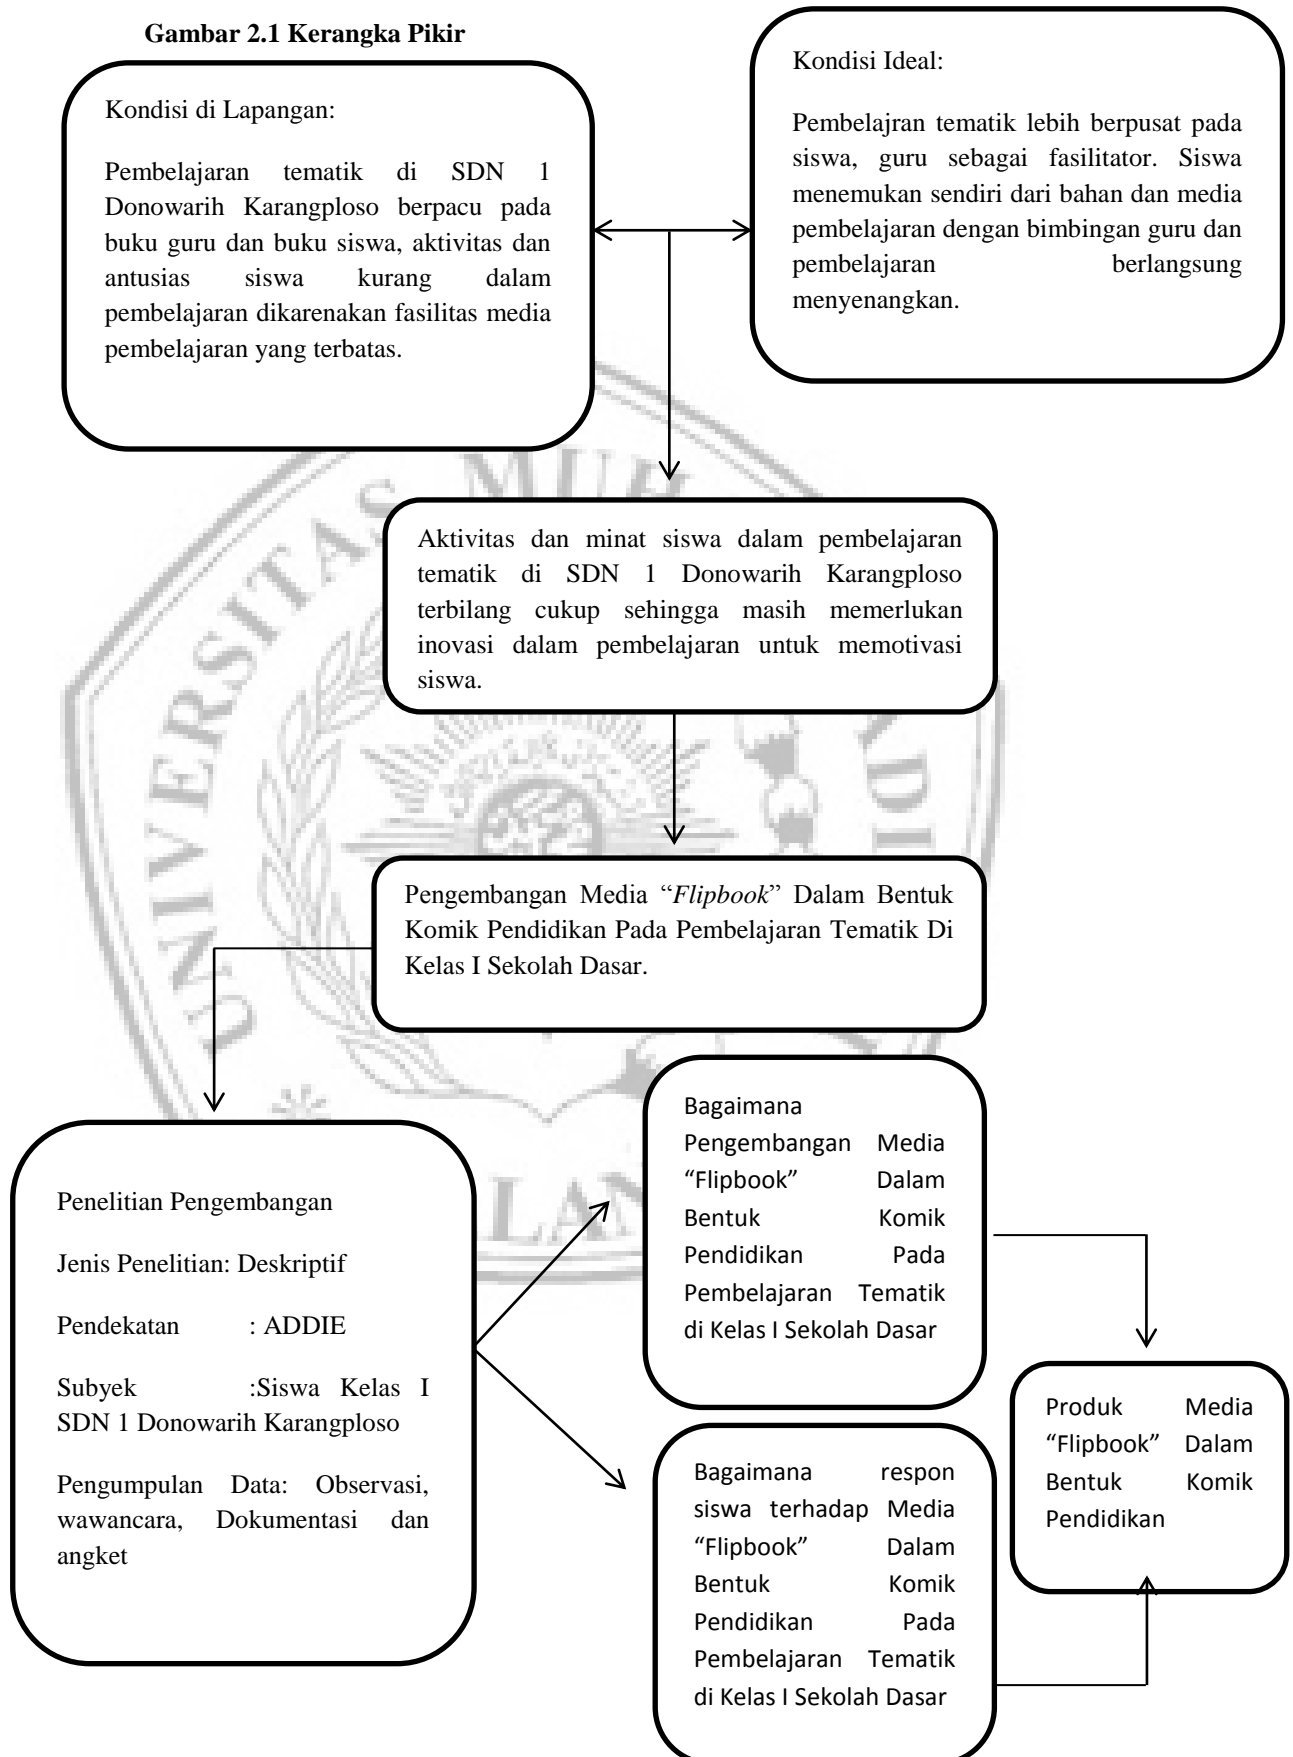 Gambar 2.1 Kerangka Pikir
Kondisi di Lapangan:
Pembelajaran tematik di SDN 1
Donowarih Karangploso berpacu pada
buku guru dan buku siswa, aktivitas dan
antusias siswa kurang dalam
pembelajaran dikarenakan fasilitas media
pembelajaran yang terbatas.
Kondisi Ideal:
Pembelajran tematik lebih berpusat pada
siswa, guru sebagai fasilitator. Siswa
menemukan sendiri dari bahan dan media
pembelajaran dengan bimbingan guru dan
pembelajaran berlangsung
menyenangkan.
Aktivitas dan minat siswa dalam pembelajaran
tematik di SDN 1 Donowarih Karangploso
terbilang cukup sehingga masih memerlukan
inovasi dalam pembelajaran untuk memotivasi
siswa.
Pengembangan Media “Flipbook” Dalam Bentuk
Komik Pendidikan Pada Pembelajaran Tematik Di
Kelas I Sekolah Dasar.
Penelitian Pengembangan
Jenis Penelitian: Deskriptif
Pendekatan : ADDIE
Subyek :Siswa Kelas I
SDN 1 Donowarih Karangploso
Pengumpulan Data: Observasi,
wawancara, Dokumentasi dan
angket
Bagaimana
Pengembangan Media
“Flipbook” Dalam
Bentuk Komik
Pendidikan Pada
Pembelajaran Tematik
di Kelas I Sekolah Dasar
Bagaimana respon
siswa terhadap Media
“Flipbook” Dalam
Bentuk Komik
Pendidikan Pada
Pembelajaran Tematik
di Kelas I Sekolah Dasar
Produk Media
“Flipbook” Dalam
Bentuk Komik
Pendidikan
UNIVERSITAS MUH